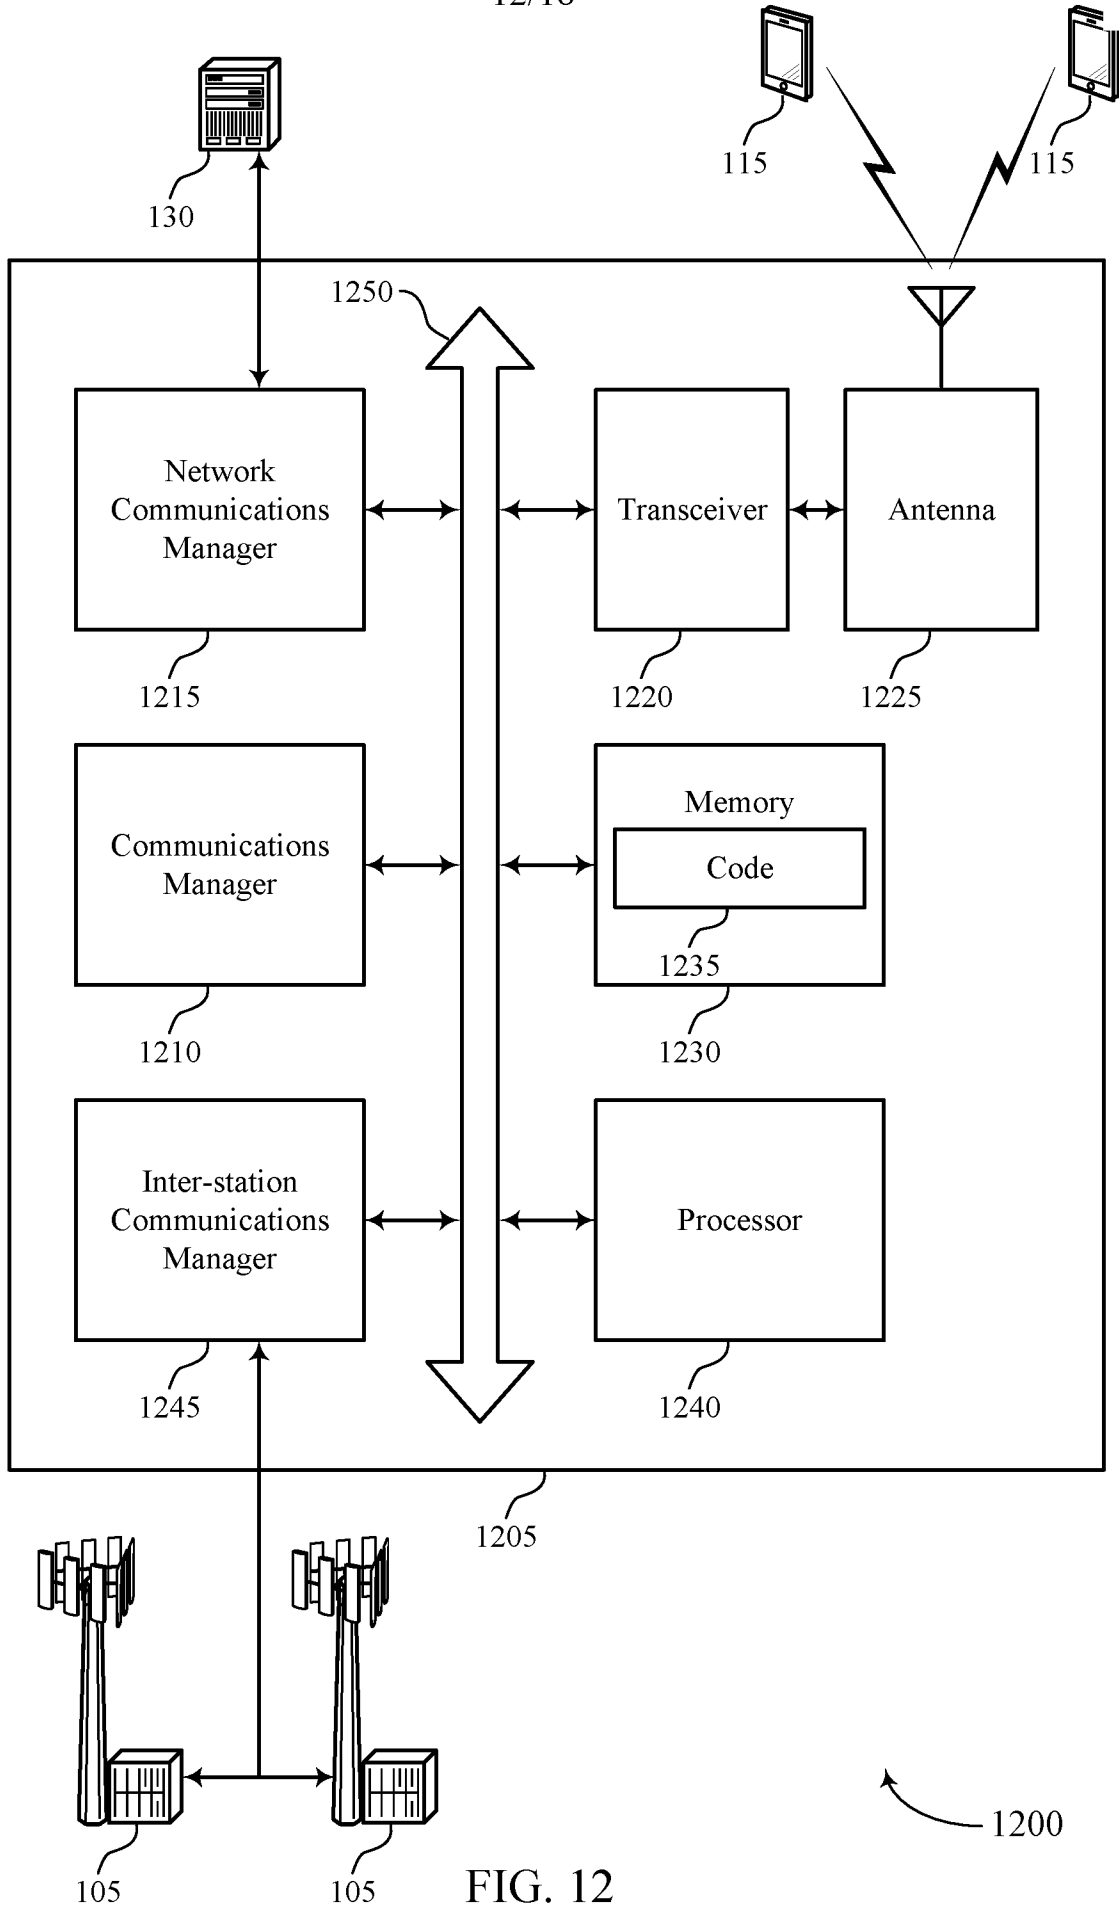 115
115
130
1250
Network
Communications
Manager
Transceiver
Antenna
1215
1220
1225
Communications
Manager
Memory
Code
1235
1210
1230
Inter-station
Communications
Manager
Processor
1245
1240
1205
1200
105
105
FIG. 12